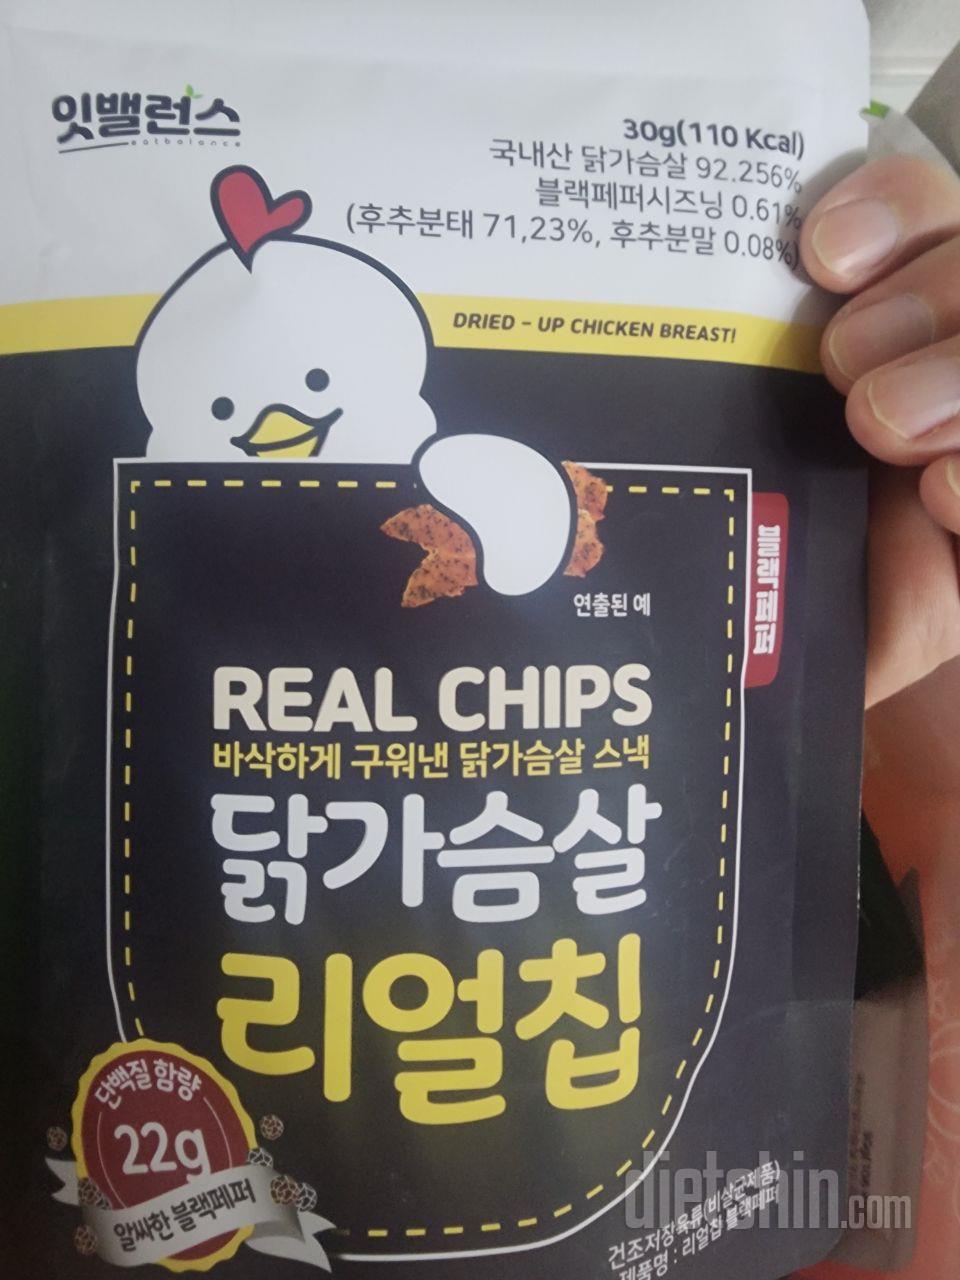 잇밸런스
eatbalance
30g(110 Kcal)
국내산 닭가슴살 92.256%
블랙페퍼시즈닝 0.61%
(후추분태 71,23%, 후추분말 0.08%)
DRIED - UP CHICKEN BREAST!
블랙페퍼
연출된 예
REAL CHIPS
바삭하게 구워낸 닭가슴살 스낵
닭가슴살
리얼칩
단백질 함량
22g
알싸한 블랙페퍼
건조저장육류(비살균제품)
제품명 : 리얼칩 블랙페퍼
dietshin.com